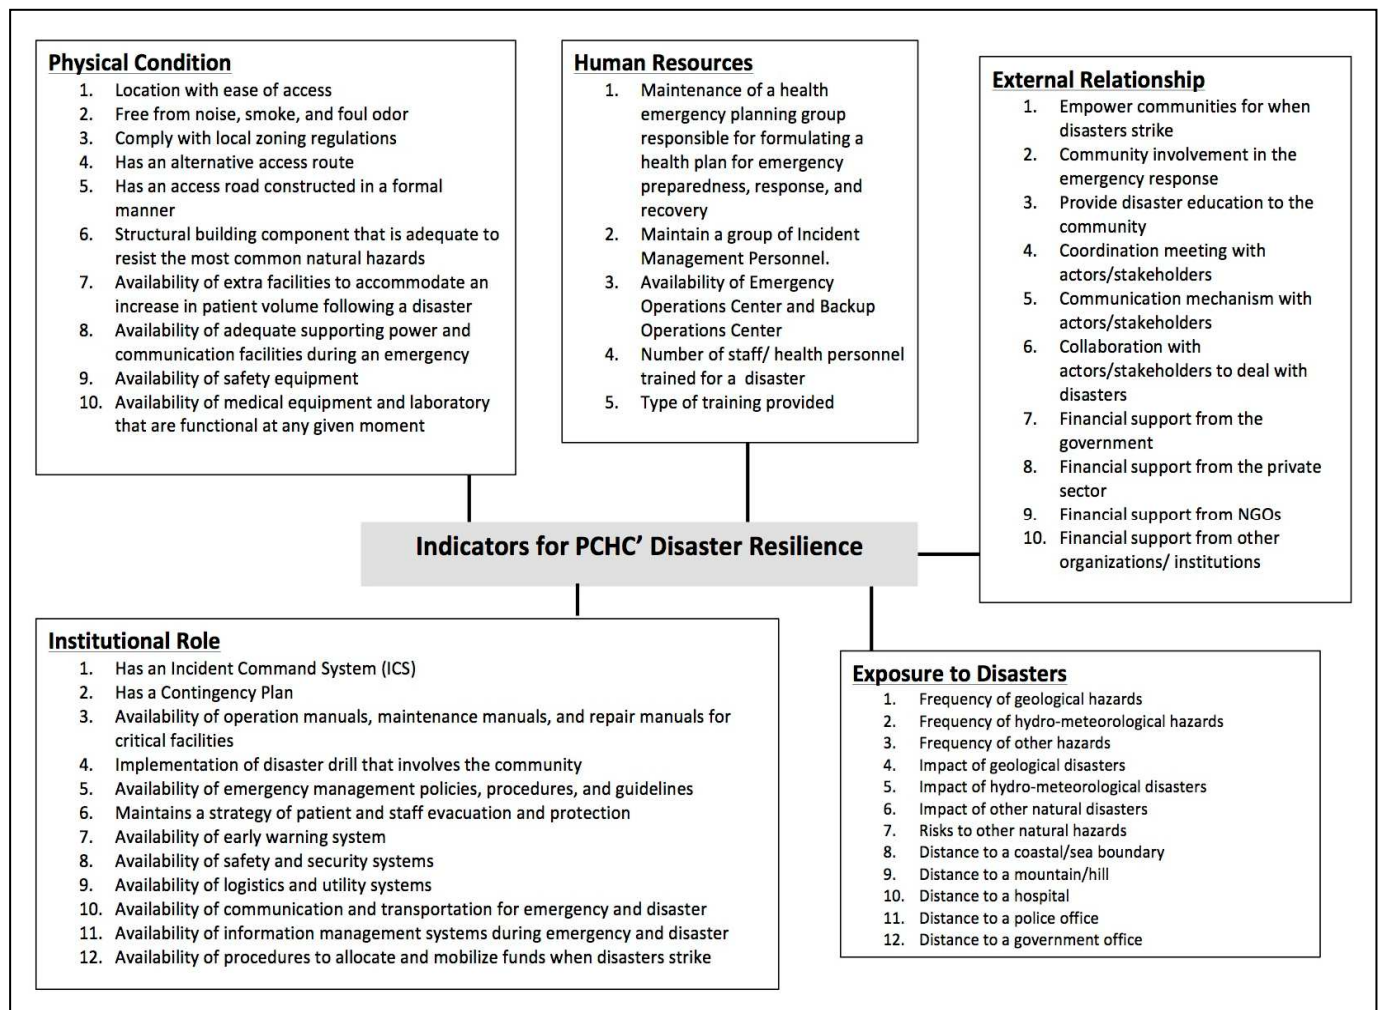 Physical Condition
1. Location with ease of access
2. Free from noise, smoke, and foul odor
3. Comply with local zoning regulations
4. Has an alternative access route
5. Has an access road constructed in a formal
manner
6. Structural building component that is adequate to
resist the most common natural hazards
7. Availability of extra facilities to accommodate an
increase in patient volume following a disaster
8. Availability of adequate supporting power and
communication facilities during an emergency
9. Availability of safety equipment
10. Availability of medical equipment and laboratory
that are functional at any given moment
Human Resources
1. Maintenance of a health
emergency planning group
responsible for formulating a
health plan for emergency
preparedness, response, and
recovery
2. Maintain a group of Incident
Management Personnel.
3. Availability of Emergency
Operations Center and Backup
Operations Center
4. Number of staff/ health personnel
trained for a disaster
5. Type of training provided
External Relationship
1. Empower communities for when
disasters strike
2. Community involvement in the
emergency response
3. Provide disaster education to the
community
4. Coordination meeting with
actors/stakeholders
5. Communication mechanism with
actors/stakeholders
6. Collaboration with
actors/stakeholders to deal with
disasters
7. Financial support from the
government
8. Financial support from the private
sector
9. Financial support from NGOs
10. Financial support from other
organizations/ institutions
Indicators for PCHC' Disaster Resilience
Institutional Role
1. Has an Incident Command System (ICS)
2. Has a Contingency Plan
3. Availability of operation manuals, maintenance manuals, and repair manuals for
critical facilities
4. Implementation of disaster drill that involves the community
5. Availability of emergency management policies, procedures, and guidelines
6. Maintains a strategy of patient and staff evacuation and protection
7. Availability of early warning system
8. Availability of safety and security systems
9. Availability of logistics and utility systems
10. Availability of communication and transportation for emergency and disaster
11. Availability of information management systems during emergency and disaster
12. Availability of procedures to allocate and mobilize funds when disasters strike
Exposure to Disasters
1. Frequency of geological hazards
2. Frequency of hydro-meteorological hazards
3. Frequency of other hazards
4. Impact of geological disasters
5. Impact of hydro-meteorological disasters
6. Impact of other natural disasters
7. Risks to other natural hazards
8. Distance to a coastal/sea boundary
9. Distance to a mountain/hill
10. Distance to a hospital
11. Distance to a police office
12. Distance to a government office